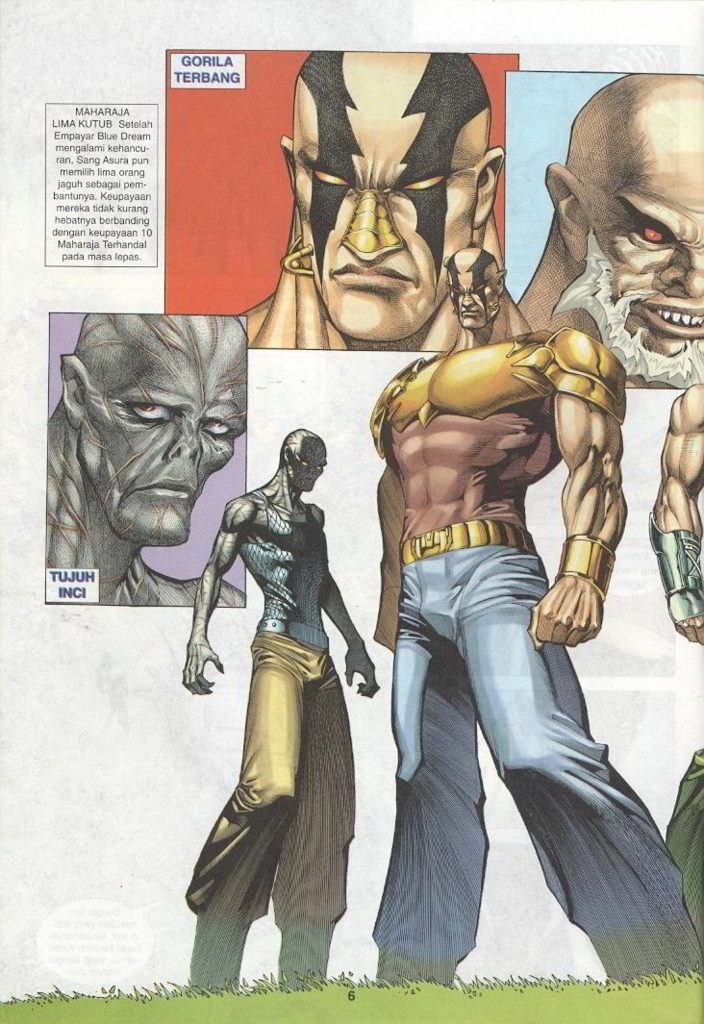 GORILA
TERBANG
MAHARAJA
LIMA KUTUB Setelah
Empayar Blue Dream
mengalami kehancu-
ran, Sang Asura pun
memilih lima orang
jaguh sebagai pem-
bantunya. Keupayaan
mereka tidak kurang
hebatnya berbanding
dengan keupayaan 10
Maharaja Terhandal
pada masa lepas.
TUJUH
INCI
6